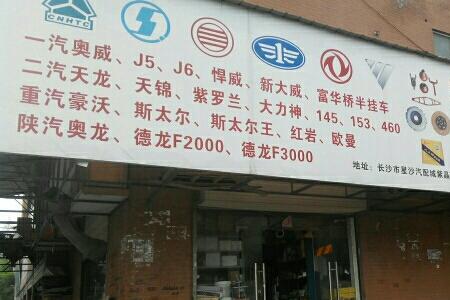 CNHTC
一汽奥威、J5、J6、悍威、新大威、富华桥半挂车
二汽天龙、天锦、紫罗兰、大力神、145、153、460
重汽豪沃、斯太尔、斯太尔王、红岩、欧曼
陕汽奥龙、德龙F2000、德龙F3000
地址：长沙市星沙汽配城紫晶